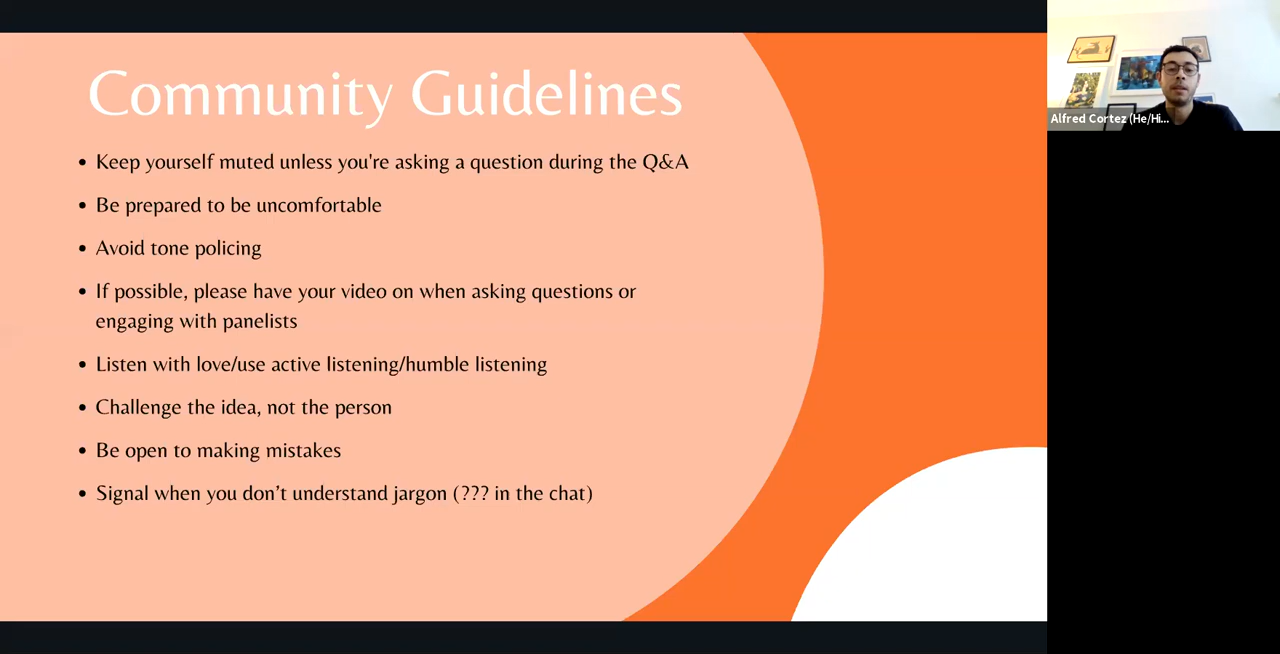 Community Guidelines
• Keep yourself muted unless you're asking a question during the Q&A
• Be prepared to be uncomfortable
• Avoid tone policing
• If possible, please have your video on when asking questions or
engaging with panelists
• Listen with love/use active listening/humble listening
• Challenge the idea, not the person
• Be open to making mistakes
• Signal when you don’t understand jargon (??? in the chat)
Alfred Cortez (He/Hi...